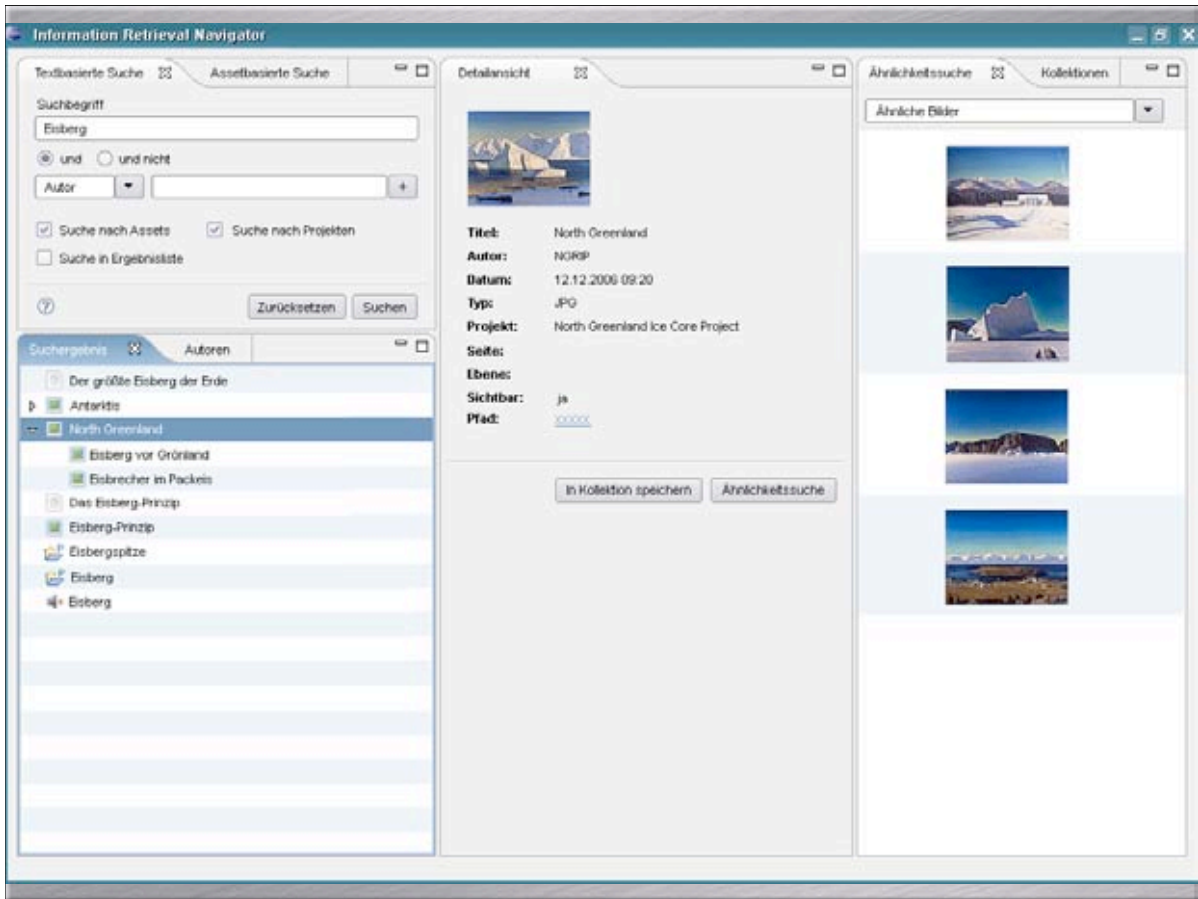 Information Retrieval Navigator
Textbasierte Suche Assetbasierte Suche
Suchbegriff
Eisberg
und und nicht
Autor +
Suche nach Assets Suche nach Projekten
Suche in Ergebnisliste
? Zurücksetzen Suchen
Suchergebnis Autoren
Der größte Eisberg der Erde
Antarktis
North Greenland
Eisberg vor Grönland
Eisbrecher im Packeis
Das Eisberg-Prinzip
Eisberg-Prinzip
Eisbergspitze
Eisberg
Eisberg
Detailansicht
Titel: North Greenland
Autor: NGRIP
Datum: 12.12.2006 09:20
Typ: JPG
Projekt: North Greenland Ice Core Project
Seite:
Ebene:
Sichtbar: ja
Pfad: xxxxx
In Kollektion speichern Ähnlichkeitssuche
Ähnlichkeitssuche Kollektionen
Ähnliche Bilder